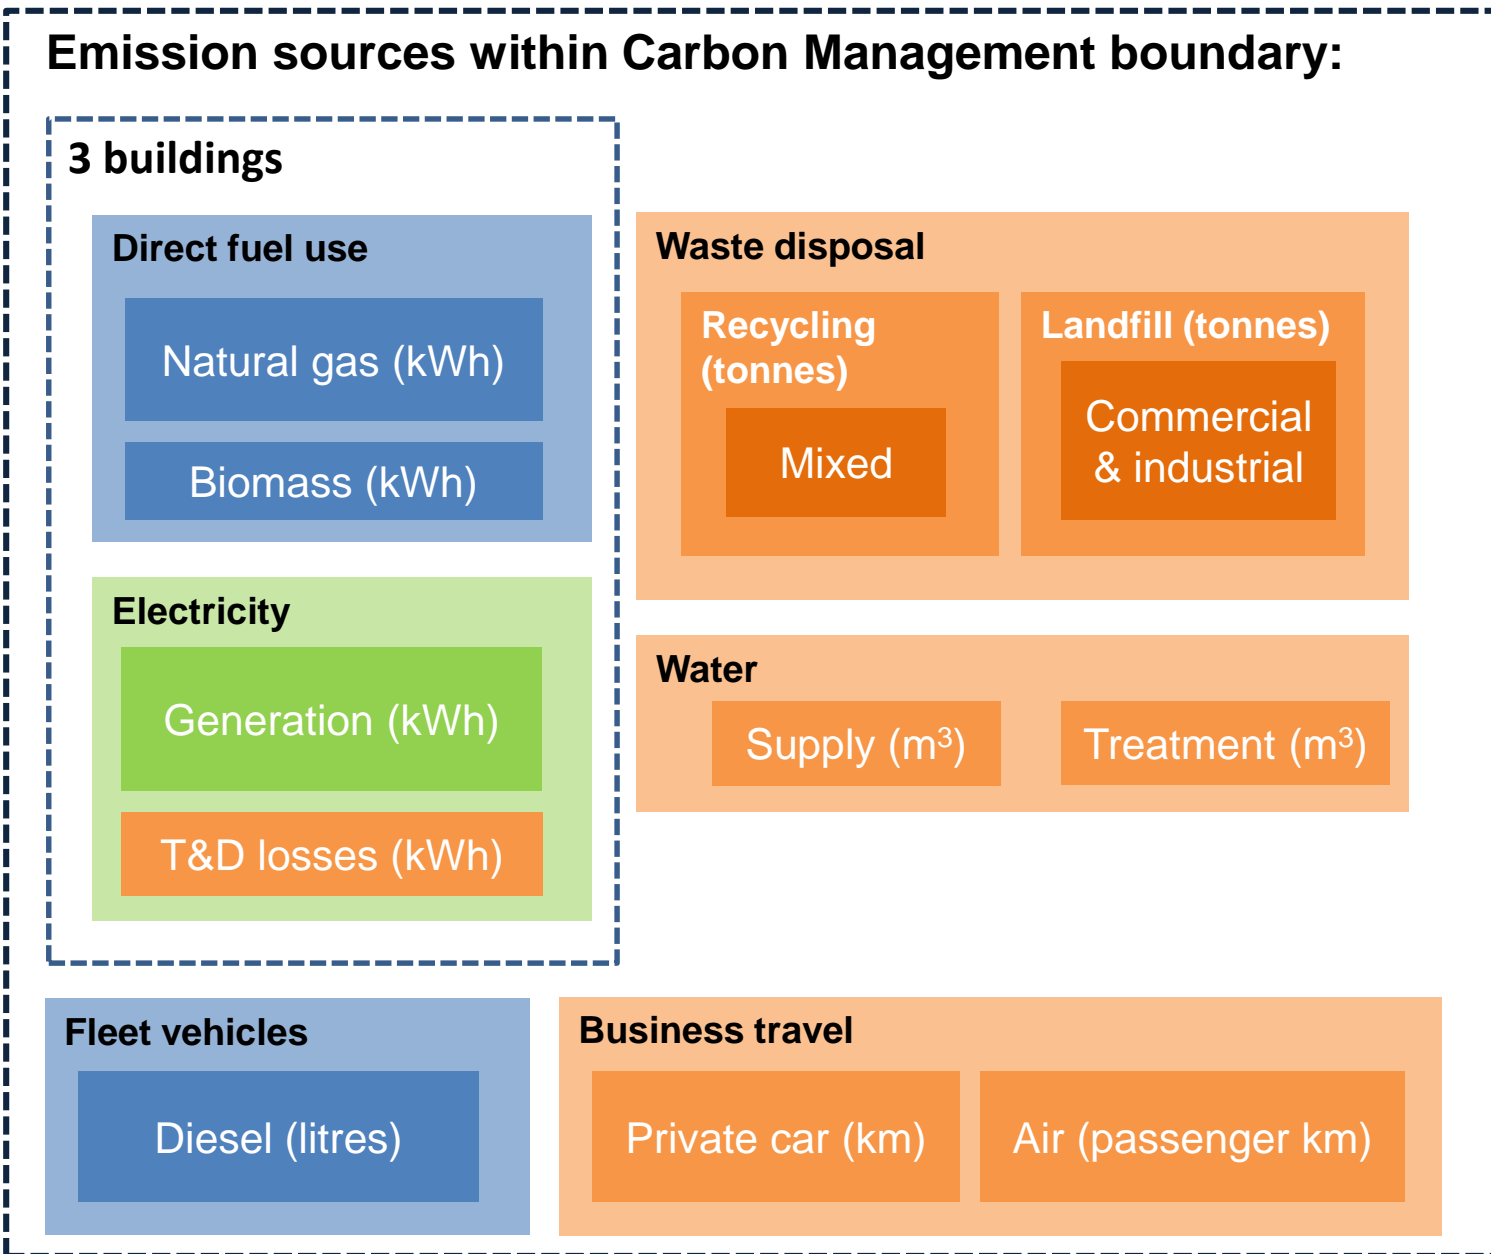 Emission sources within Carbon Management boundary:
3 buildings
Direct fuel use
Natural gas (kWh)
Biomass (kWh)
Electricity
Generation (kWh)
T&D losses (kWh)
Waste disposal
Recycling
(tonnes)
Mixed
Landfill (tonnes)
Commercial
& industrial
Water
Supply (m³)
Treatment (m³)
Fleet vehicles
Diesel (litres)
Business travel
Private car (km)
Air (passenger km)